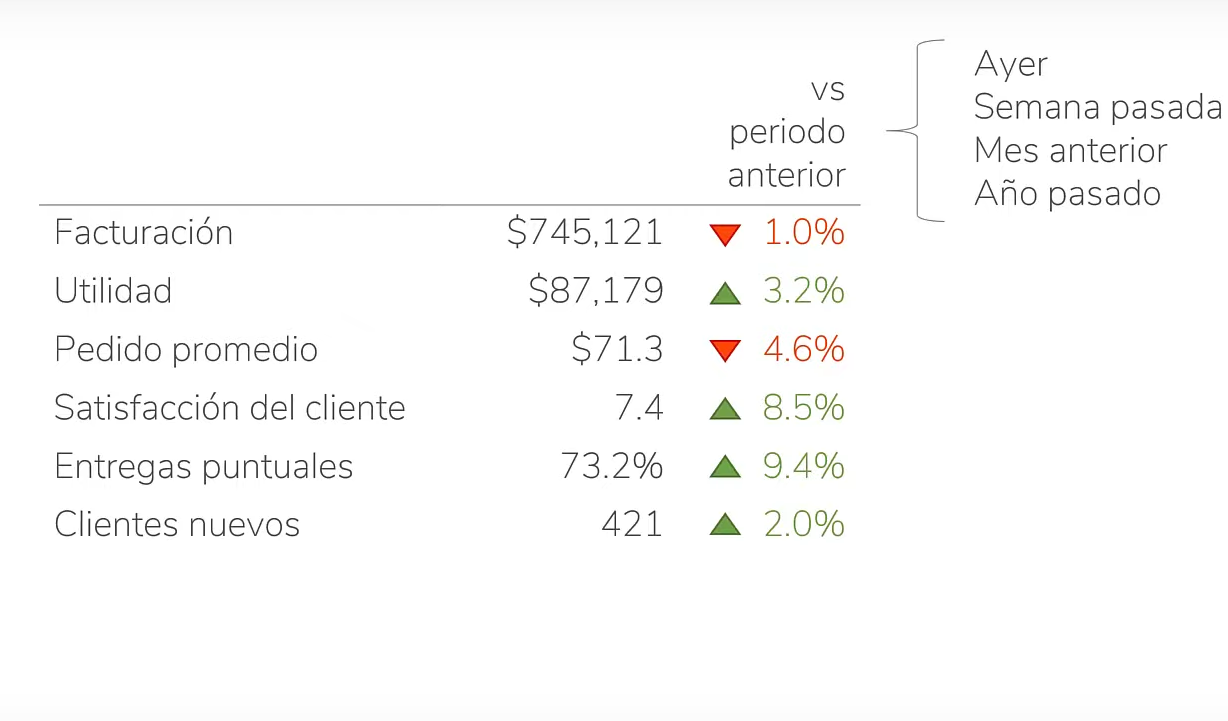 vs
periodo
anterior
Ayer
Semana pasada
Mes anterior
Año pasado
Facturación $745,121 ▼ 1.0%
Utilidad $87,179 ▲ 3.2%
Pedido promedio $71.3 ▼ 4.6%
Satisfacción del cliente 7.4 ▲ 8.5%
Entregas puntuales 73.2% ▲ 9.4%
Clientes nuevos 421 ▲ 2.0%